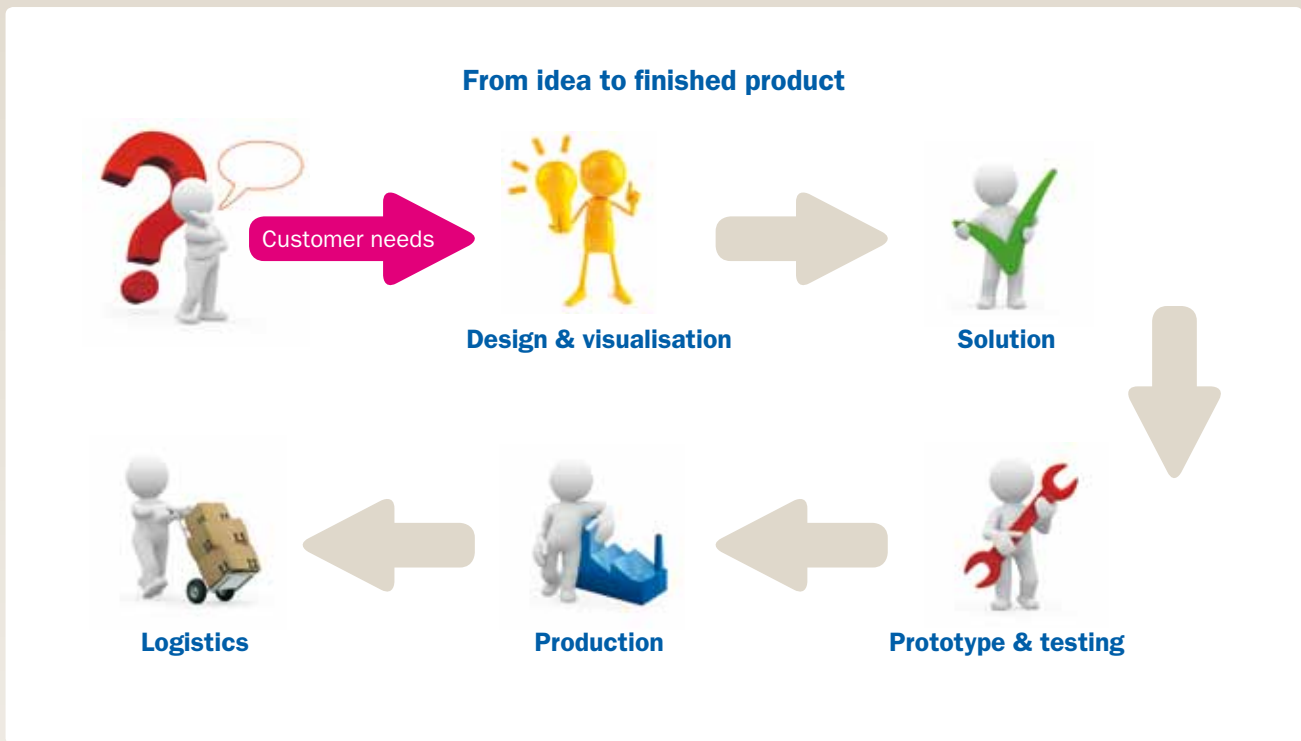 From idea to finished product
Customer needs
Design & visualisation
Solution
Logistics
Production
Prototype & testing